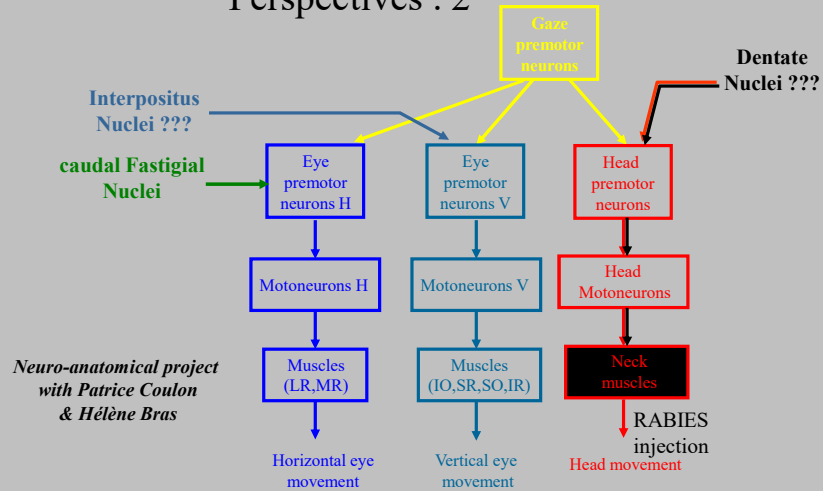 Perspectives : 2
Gaze
premotor
neurons
Dentate
Nuclei ???
Interpositus
Nuclei ???
caudal Fastigial
Nuclei
Eye
premotor
neurons H
Eye
premotor
neurons V
Head
premotor
neurons
Motoneurons H
Motoneurons V
Head
Motoneurons
Neuro-anatomical project
with Patrice Coulon
& Hélène Bras
Muscles
(LR,MR)
Muscles
(IO,SR,SO,IR)
Neck
muscles
RABIES
injection
Horizontal eye
movement
Vertical eye
movement
Head movement